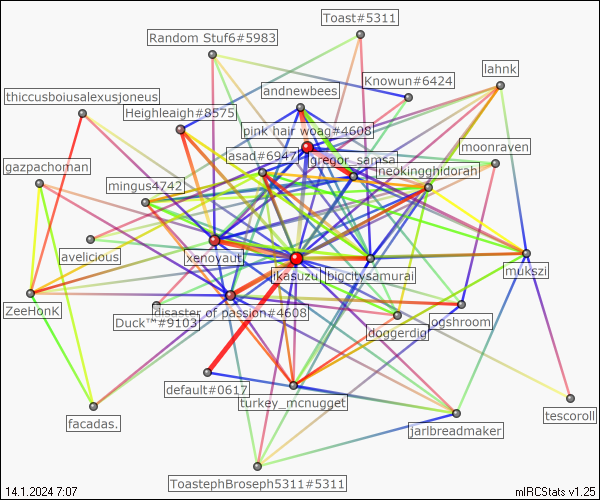 Toast#5311
Random Stuf6#5983
lahnk
Knowun#6424
andnewbees
thiccusboiusalexusjoneus
Heighleaigh#8575
pink hair woag#4608
moonraven
asad#6947
gregor_samsa
neokingghidorah
gazpachoman
mingus4742
avelicious
xenoyaut
ikasuzu
bigcitysamurai
mukszi
ZeeHonK
disaster of passion#4608
Duck™#9103
ogshroom
doggerdig
default#0617
turkey_mcnugget
tescoroll
facadas.
jarlbreadmaker
ToastephBroseph5311#5311
14.1.2024 7:07
mIRCStats v1.25